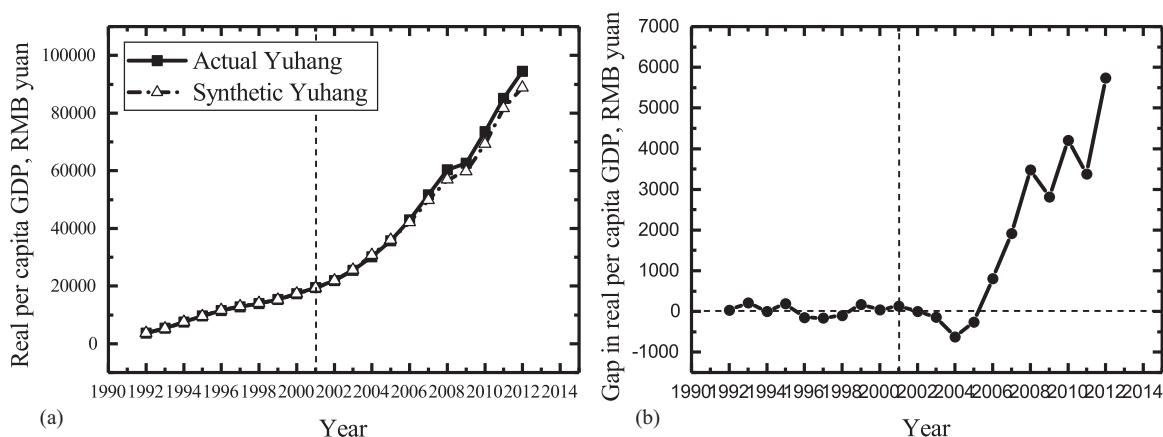 Real per capita GDP, RMB yuan
100000
80000
60000
40000
20000
0
Actual Yuhang
Synthetic Yuhang
1990 1992 1994 1996 1998 2000 2002 2004 2006 2008 2010 2012 2014
(a)
Year
Gap in real per capita GDP, RMB yuan
7000
6000
5000
4000
3000
2000
1000
0
-1000
1990 1992 1994 1996 1998 2000 2002 2004 2006 2008 2010 2012 2014
(b)
Year